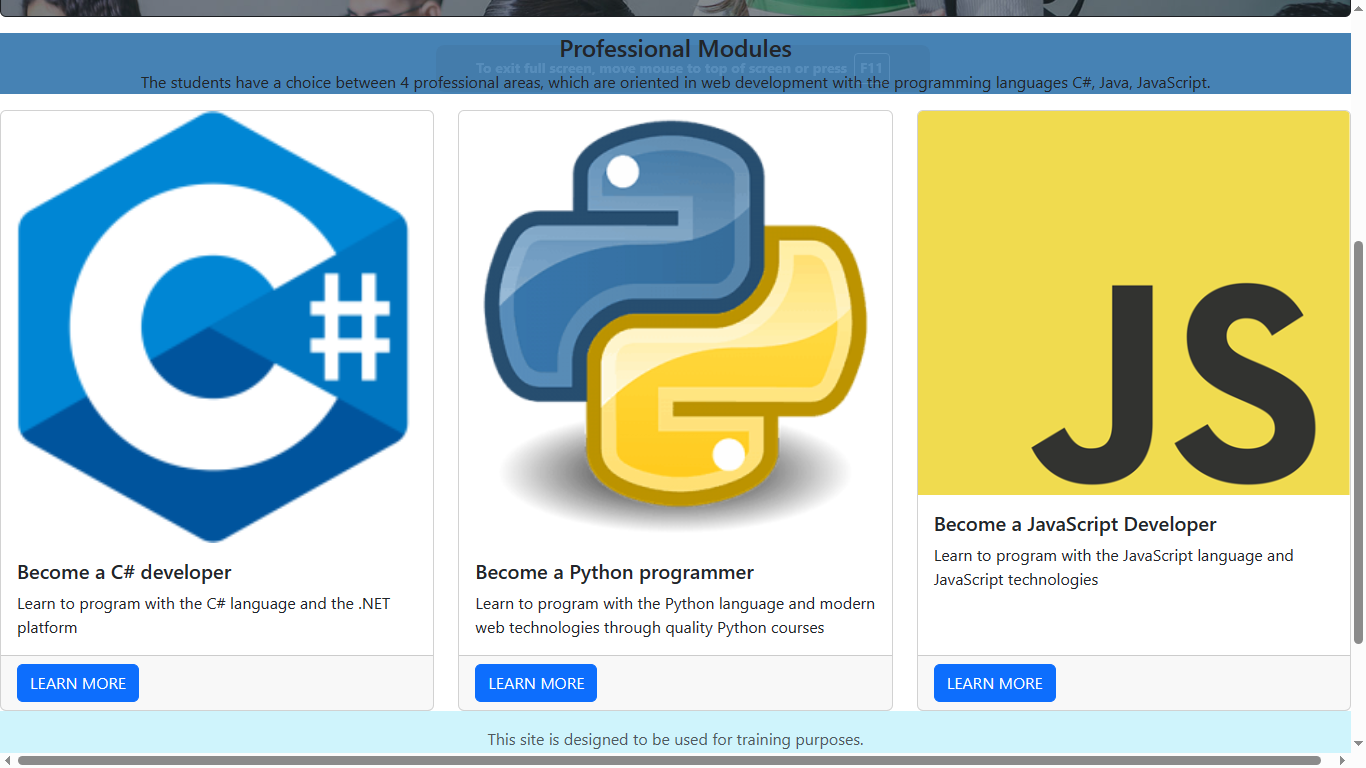 Professional Modules
To exit full screen, move mouse to top of screen or press F11
The students have a choice between 4 professional areas, which are oriented in web development with the programming languages C#, Java, JavaScript.
C#
JS
Become a C# developer
Learn to program with the C# language and the .NET
platform
LEARN MORE
Become a Python programmer
Learn to program with the Python language and modern
web technologies through quality Python courses
LEARN MORE
Become a JavaScript Developer
Learn to program with the JavaScript language and
JavaScript technologies
LEARN MORE
This site is designed to be used for training purposes.